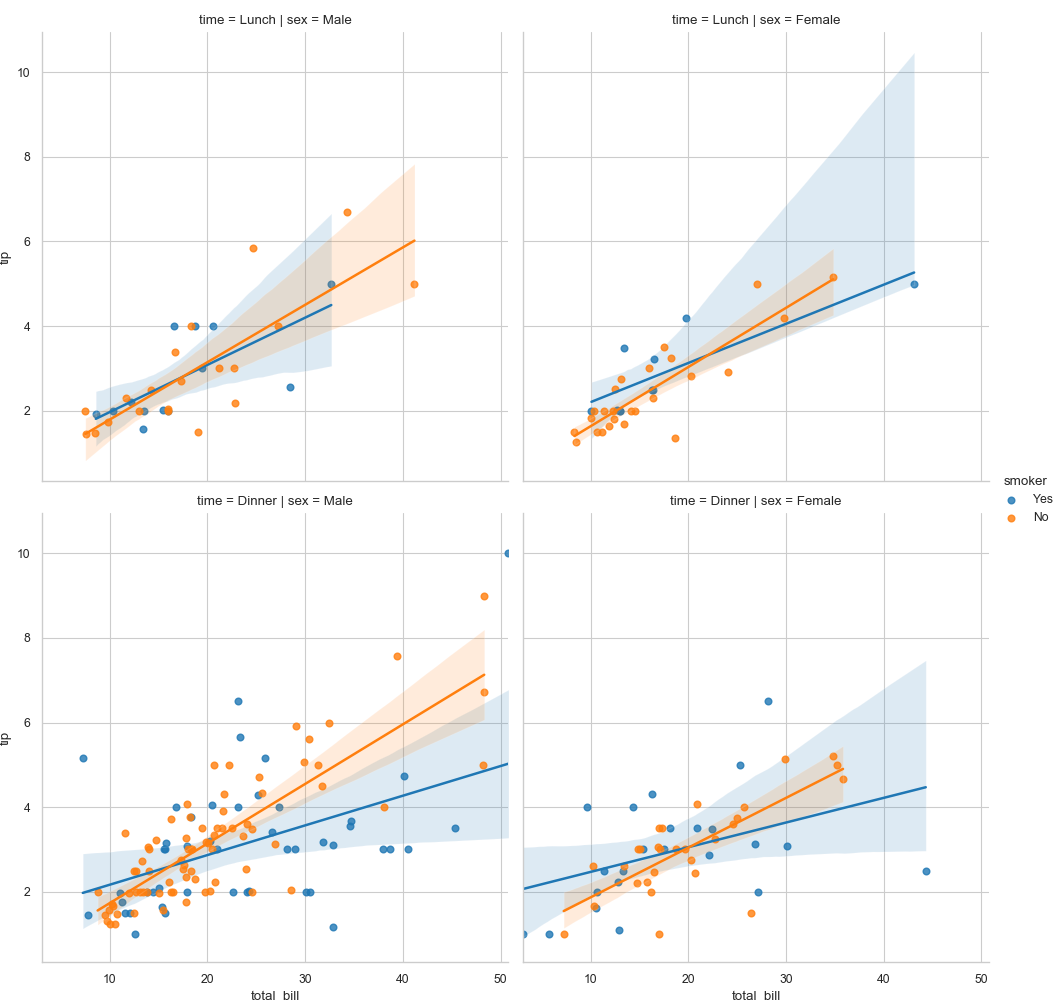 time = Lunch | sex = Male
time = Lunch | sex = Female
10
8
6
4
2
tip
time = Dinner | sex = Male
time = Dinner | sex = Female
smoker
Yes
No
10
8
6
4
2
tip
10 20 30 40 50
10 20 30 40 50
total_bill
total_bill